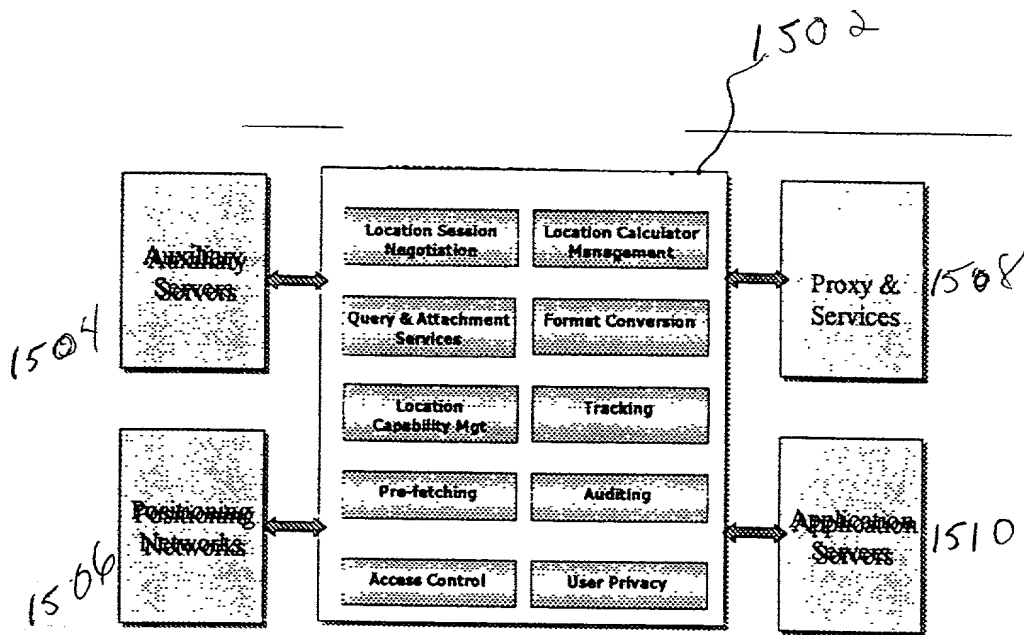 1502
Auxiliary
Servers
1504
Location Session
Negotiation
Location Calculator
Management
Query & Attachment
Services
Format Conversion
Location
Capability Mgt
Tracking
Pre-fetching
Auditing
Access Control
User Privacy
Proxy &
Services
1508
Positioning
Networks
1506
Application
Servers
1510